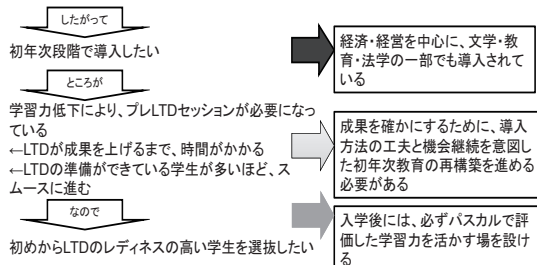 したがって
初年次段階で導入したい
経済・経営を中心に、文学・教
育・法学の一部でも導入されて
いる
ところが
学習力低下により、プレLTDセッションが必要になっ
ている
←LTDが成果を上げるまで、時間がかかる
←LTDの準備ができている学生が多いほど、ス
ムースに進む
成果を確かにするために、導入
方法の工夫と機会継続を意図し
た初年次教育の再構築を進める
必要がある
なので
初めからLTDのレディネスの高い学生を選抜したい
入学後には、必ずパスカルで評
価した学習力を活かす場を設け
る